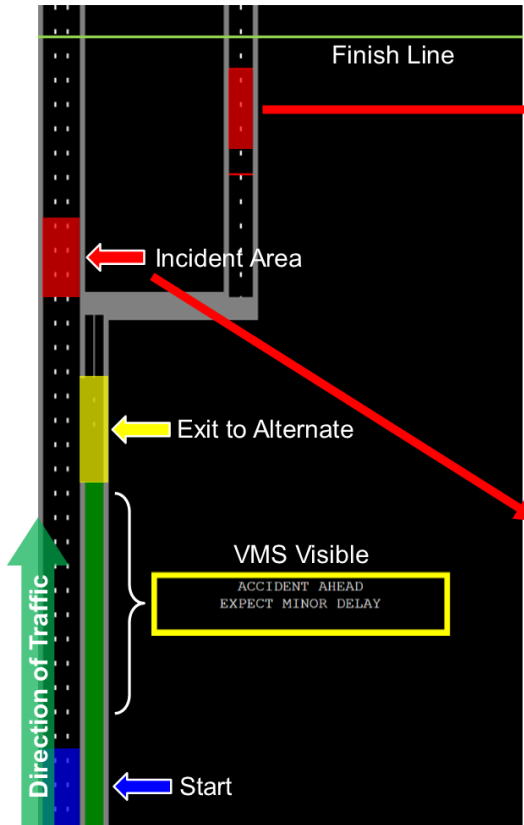 Finish Line
Incident Area
Exit to Alternate
VMS Visible
ACCIDENT AHEAD
EXPECT MINOR DELAY
Direction of Traffic
Start